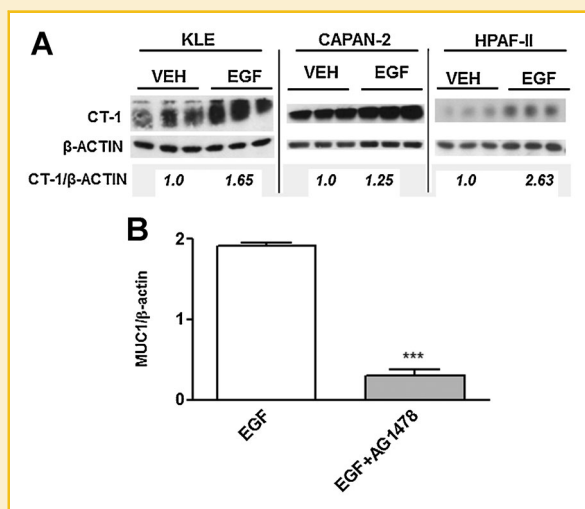 A
KLE CAPAN-2 HPAF-II
VEH EGF VEH EGF VEH EGF
CT-1
β-ACTIN
CT-1/β-ACTIN 1.0 1.65 1.0 1.25 1.0 2.63
B
MUC1/β-actin
2
1
0
***
EGF
EGF+AG1478